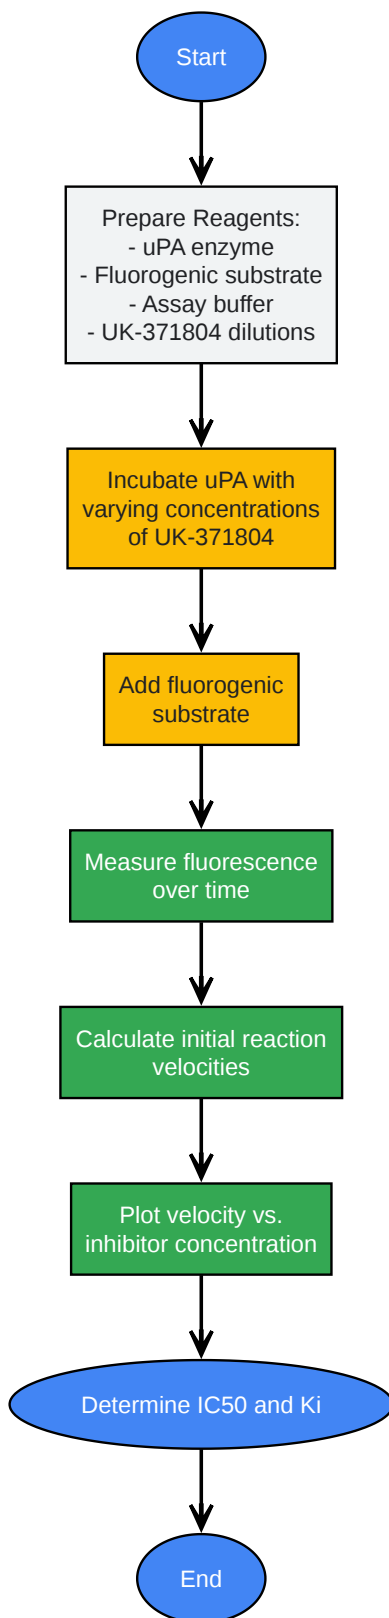 Start
Prepare Reagents:
- uPA enzyme
- Fluorogenic substrate
- Assay buffer
- UK-371804 dilutions
Incubate uPA with
varying concentrations
of UK-371804
Add fluorogenic
substrate
Measure fluorescence
over time
Calculate initial reaction
velocities
Plot velocity vs.
inhibitor concentration
Determine IC50 and Ki
End